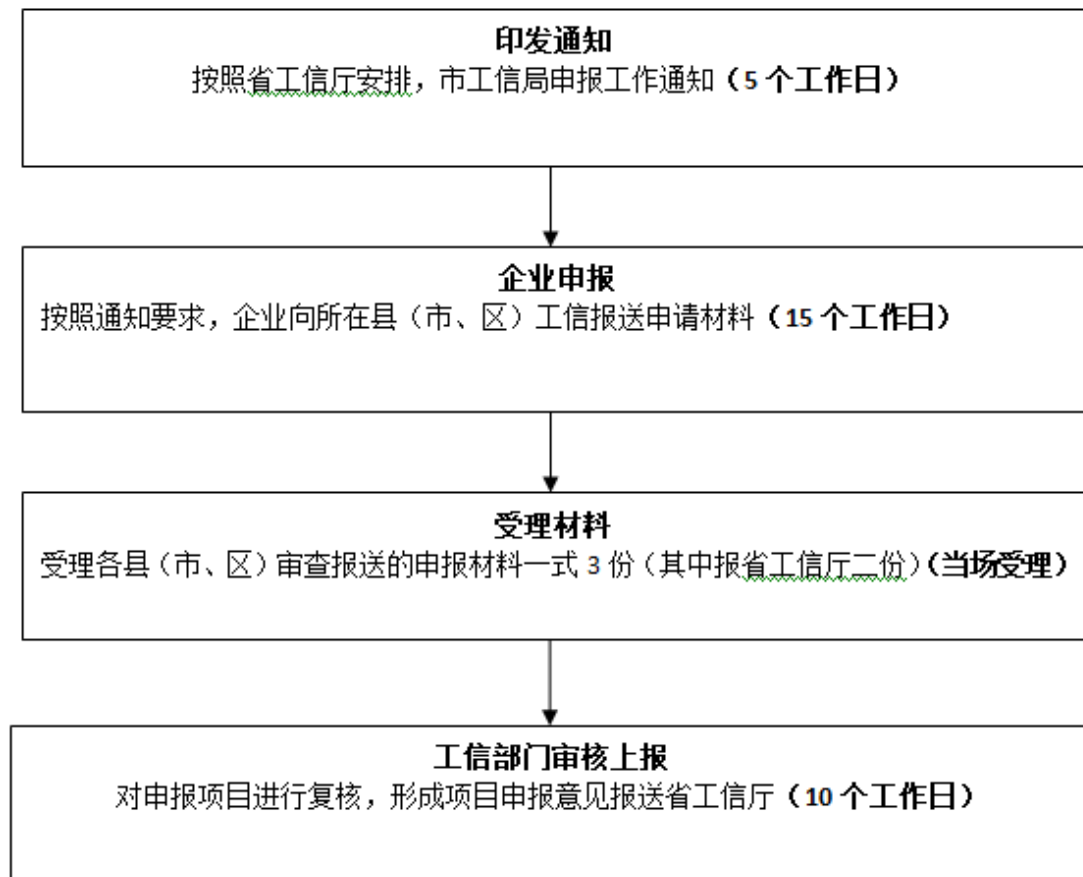 印发通知
按照省工信厅安排，市工信局申报工作通知（5 个工作日）
企业申报
按照通知要求，企业向所在县（市、区）工信报送申请材料（15 个工作日）
受理材料
受理各县（市、区）审查报送的申报材料一式 3 份（其中报省工信厅二份）（当场受理）
工信部门审核上报
对申报项目进行复核，形成项目申报意见报送省工信厅（10 个工作日）